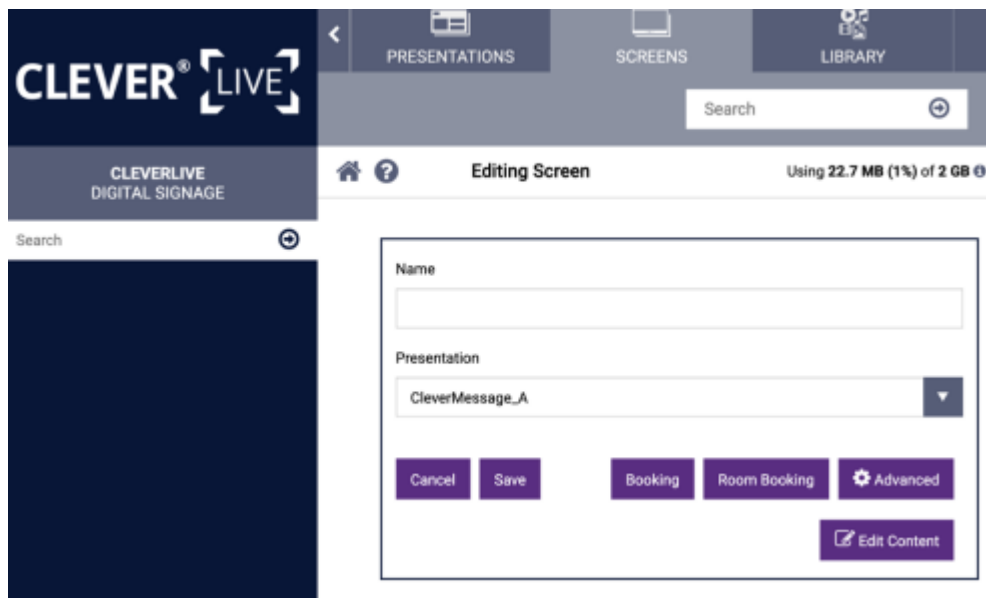 CLEVER® LIVE
PRESENTATIONS
SCREENS
LIBRARY
Search
CLEVERLIVE
DIGITAL SIGNAGE
Editing Screen
Using 22.7 MB (1%) of 2 GB
Search
Name
Presentation
CleverMessage_A
Cancel
Save
Booking
Room Booking
Advanced
Edit Content